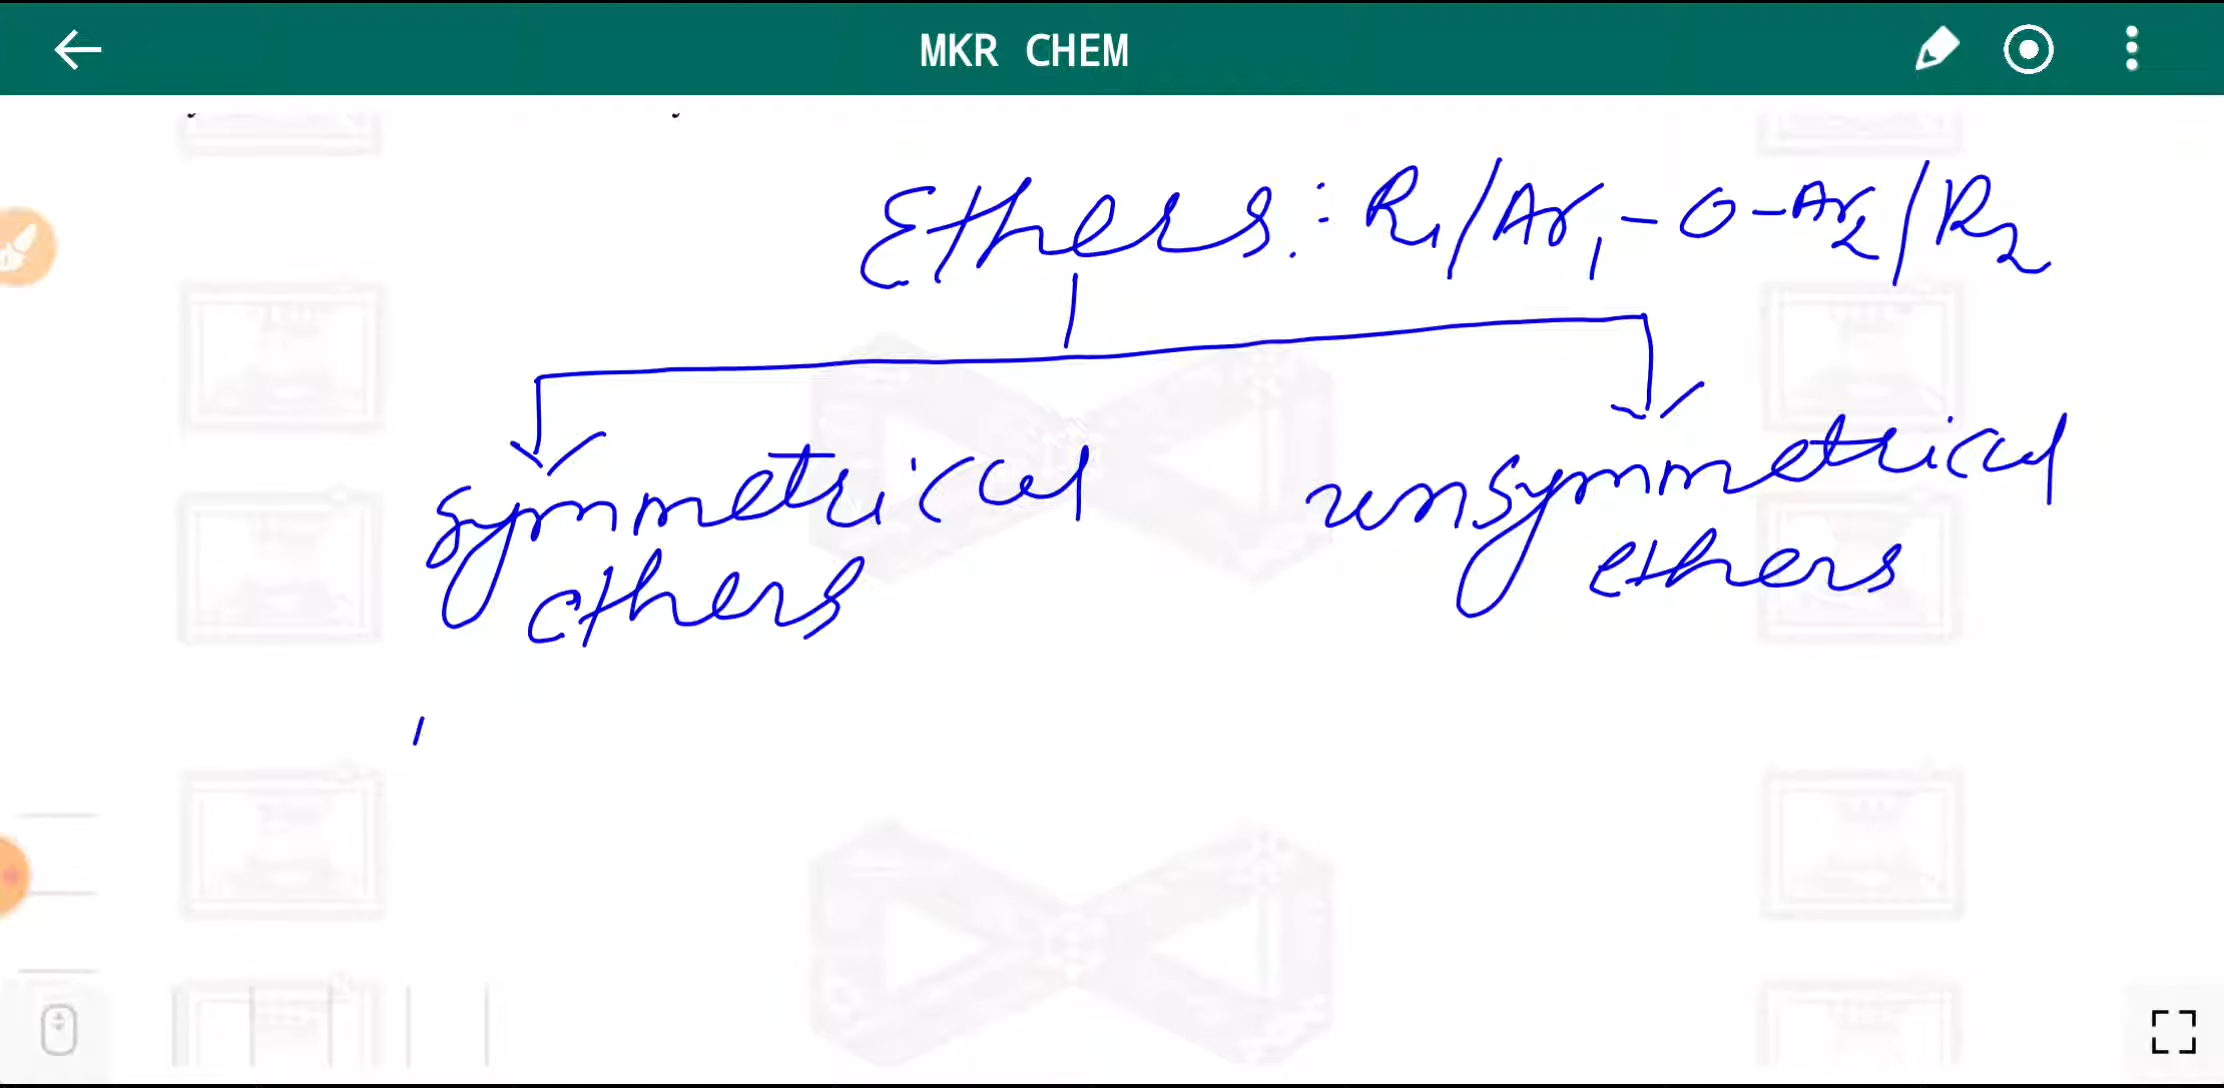 MKR CHEM
Ethers: R1/Ar1-O-Ar2/R2
symmetrical
ethers
unsymmetrical
ethers